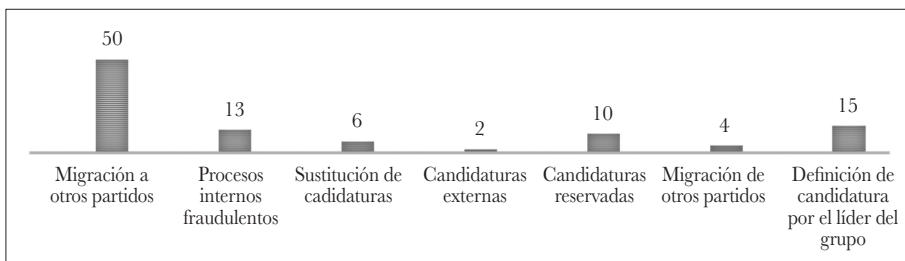 50
13
6
2
10
4
15
Migración a
otros partidos
Procesos
internos
fraudulentos
Sustitución de
cadidaturas
Candidaturas
externas
Candidaturas
reservadas
Migración de
otros partidos
Definición de
candidatura
por el líder del
grupo